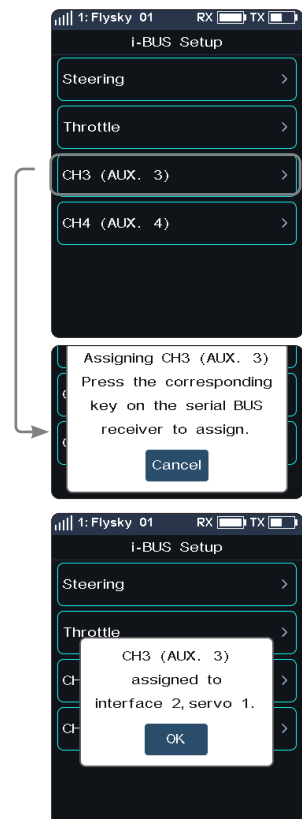 1: Flysky 01 RX TX
i-BUS Setup
Steering
Throttle
CH3 (AUX. 3)
CH4 (AUX. 4)
Assigning CH3 (AUX. 3)
Press the corresponding
key on the serial BUS
receiver to assign.
Cancel
1: Flysky 01 RX TX
i-BUS Setup
Steering
Throttle
CH3 (AUX. 3)
assigned to
interface 2, servo 1.
OK
CH
CH